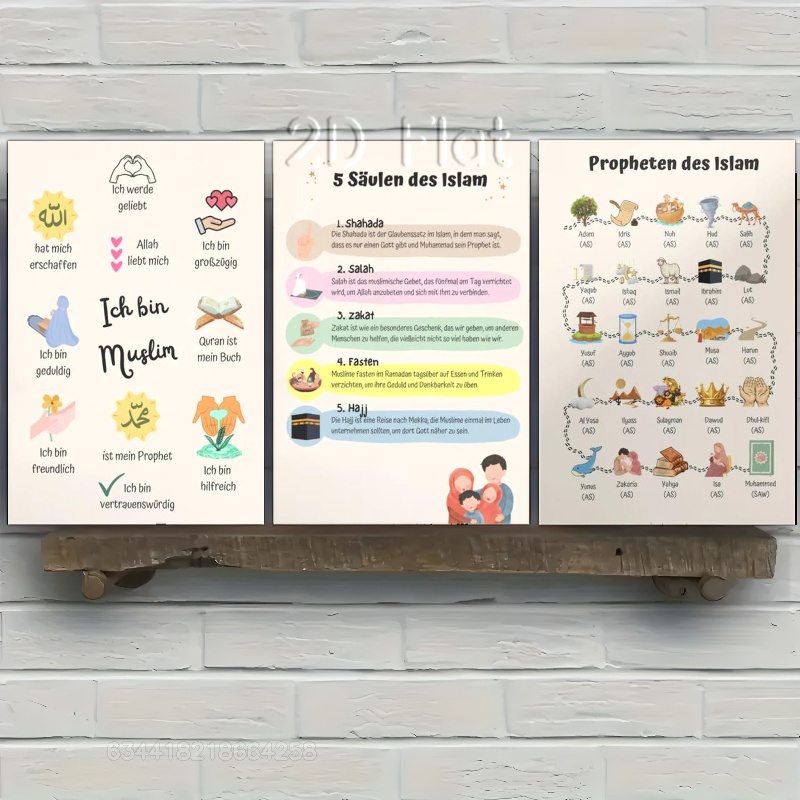 2D Flat
Ich werde
geliebt
الله
hat mich
erschaffen
Allah
liebt mich
Ich bin
großzügig
Ich bin
Muslim
Ich bin
geduldig
Quran ist
mein Buch
Ich bin
freundlich
محمد
ist mein Prophet
Ich bin
hilfreich
Ich bin
vertrauenswürdig
5 Säulen des Islam
1. Shahada
Die Shahada ist der Glaubenssatz im Islam, in dem man sagt,
dass es nur einen Gott gibt und Muhammad sein Prophet ist.
2. Salah
Salah ist das muslimische Gebet, das fünfmal am Tag verrichtet
wird, um Allah anzubeten und sich mit Ihm zu verbinden.
3. Zakat
Zakat ist wie ein besonderes Geschenk, das wir geben, um anderen
Menschen zu helfen, die vielleicht nicht so viel haben wie wir.
4. Fasten
Muslime fasten im Ramadan tagsüber auf Essen und Trinken
verzichten, um ihre Geduld und Dankbarkeit zu üben.
5. Hajj
Die Hajj ist eine Reise nach Mekka, die Muslime einmal im Leben
unternehmen sollten, um dort Gott näher zu sein.
Propheten des Islam
Adam Idris Nuh Hud Salih
(AS) (AS) (AS) (AS) (AS)
Yaqub Ishaq Ismail Ibrahim Lut
(AS) (AS) (AS) (AS) (AS)
Yusuf Ayyub Shuaib Musa Harun
(AS) (AS) (AS) (AS) (AS)
Al Yasa Ilyass Sulayman Dawud Dhul-kifl
(AS) (AS) (AS) (AS) (AS)
Yunus Zakaria Yahya Isa Muhammed
(AS) (AS) (AS) (AS) (SAW)
6344182186642​58